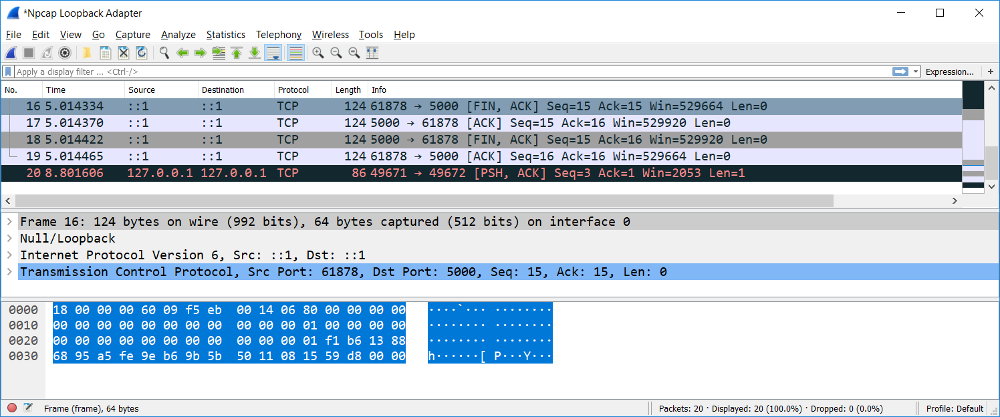 *Npcap Loopback Adapter
File Edit View Go Capture Analyze Statistics Telephony Wireless Tools Help
Apply a display filter ... <Ctrl-/> Expression... +
No. Time Source Destination Protocol Length Info
16 5.014334 ::1 ::1 TCP 124 61878 → 5000 [FIN, ACK] Seq=15 Ack=15 Win=529664 Len=0
17 5.014370 ::1 ::1 TCP 124 5000 → 61878 [ACK] Seq=15 Ack=16 Win=529920 Len=0
18 5.014422 ::1 ::1 TCP 124 5000 → 61878 [FIN, ACK] Seq=15 Ack=16 Win=529920 Len=0
19 5.014465 ::1 ::1 TCP 124 61878 → 5000 [ACK] Seq=16 Ack=16 Win=529664 Len=0
20 8.801606 127.0.0.1 127.0.0.1 TCP 86 49671 → 49672 [PSH, ACK] Seq=3 Ack=1 Win=2053 Len=1
Frame 16: 124 bytes on wire (992 bits), 64 bytes captured (512 bits) on interface 0
Null/Loopback
Internet Protocol Version 6, Src: ::1, Dst: ::1
Transmission Control Protocol, Src Port: 61878, Dst Port: 5000, Seq: 15, Ack: 15, Len: 0
0000 18 00 00 00 60 09 f5 eb 00 14 06 80 00 00 00 00 ····`··· ········
0010 00 00 00 00 00 00 00 00 00 00 00 01 00 00 00 00 ········ ········
0020 00 00 00 00 00 00 00 00 00 00 00 01 f1 b6 13 88 ········ ········
0030 68 95 a5 fe 9e b6 9b 5b 50 11 08 15 59 d8 00 00 h······[ P···Y···
Frame (frame), 64 bytes Packets: 20 · Displayed: 20 (100.0%) · Dropped: 0 (0.0%) Profile: Default